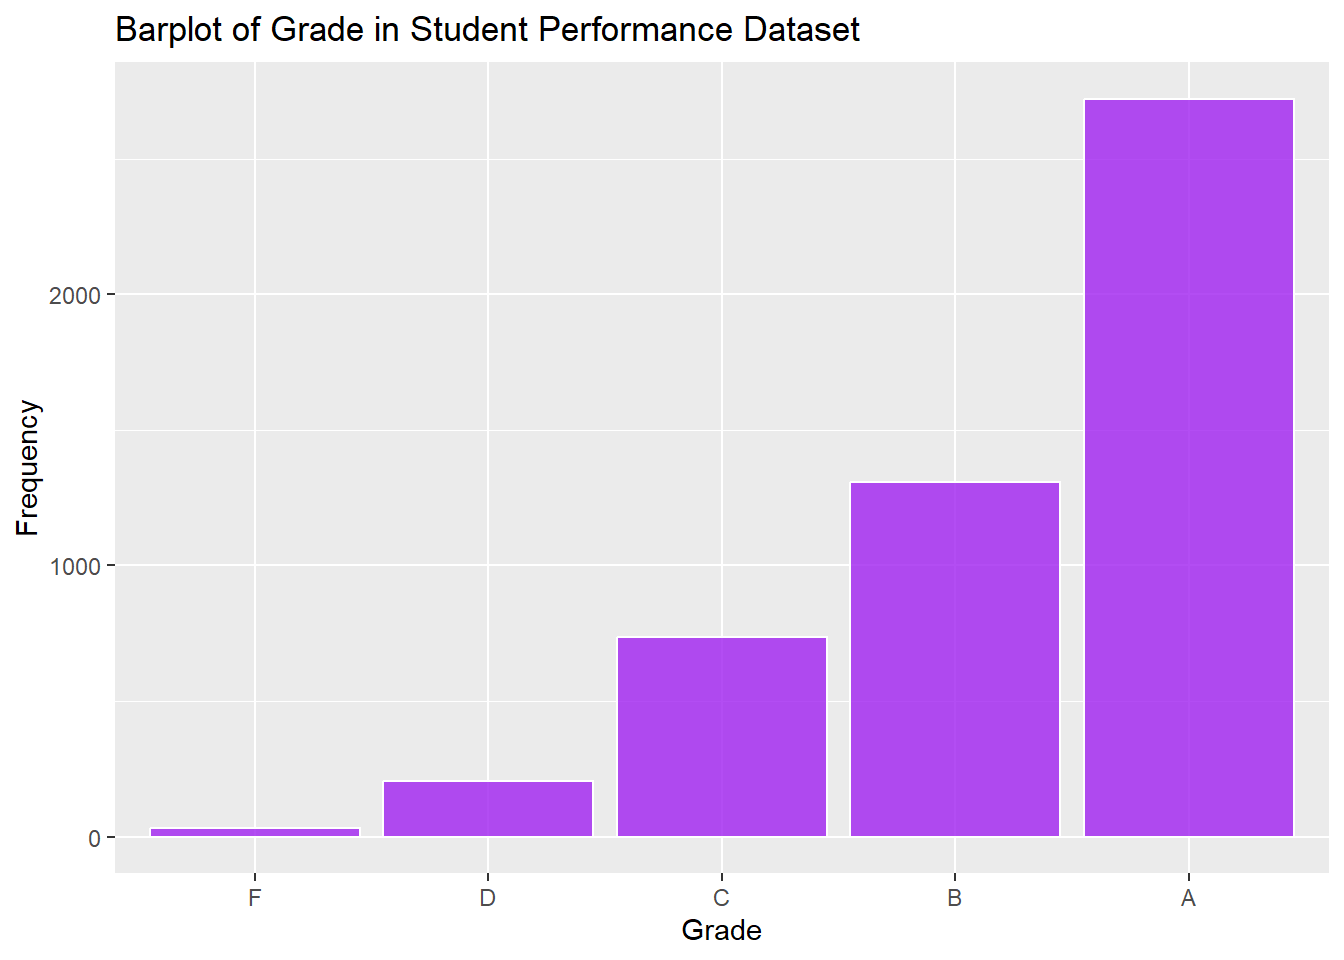 Barplot of Grade in Student Performance Dataset
Frequency
2000
1000
0
F D C B A
Grade